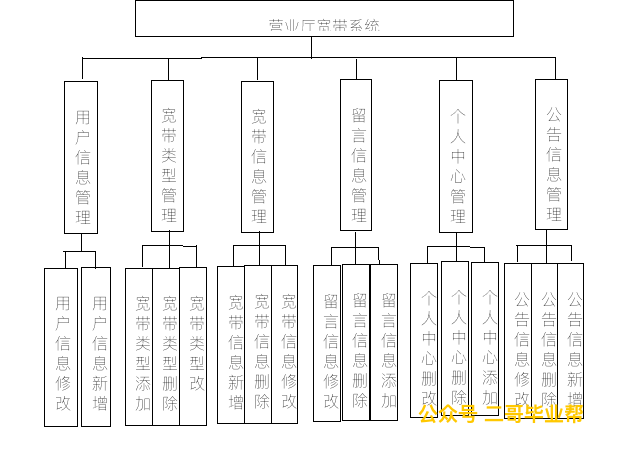 营业厅宽带系统
用户信息管理
宽带类型管理
宽带信息管理
留言信息管理
个人中心管理
公告信息管理
用户信息修改
用户信息新增
宽带类型添加
宽带类型删除
宽带类型改
宽带信息新增
宽带信息删除
宽带信息修改
留言信息修改
留言信息删除
留言信息添加
个人中心删改
个人中心删除
个人中心添加
公告信息修改
公告信息删除
公告信息新增
公众号 二哥毕业帮